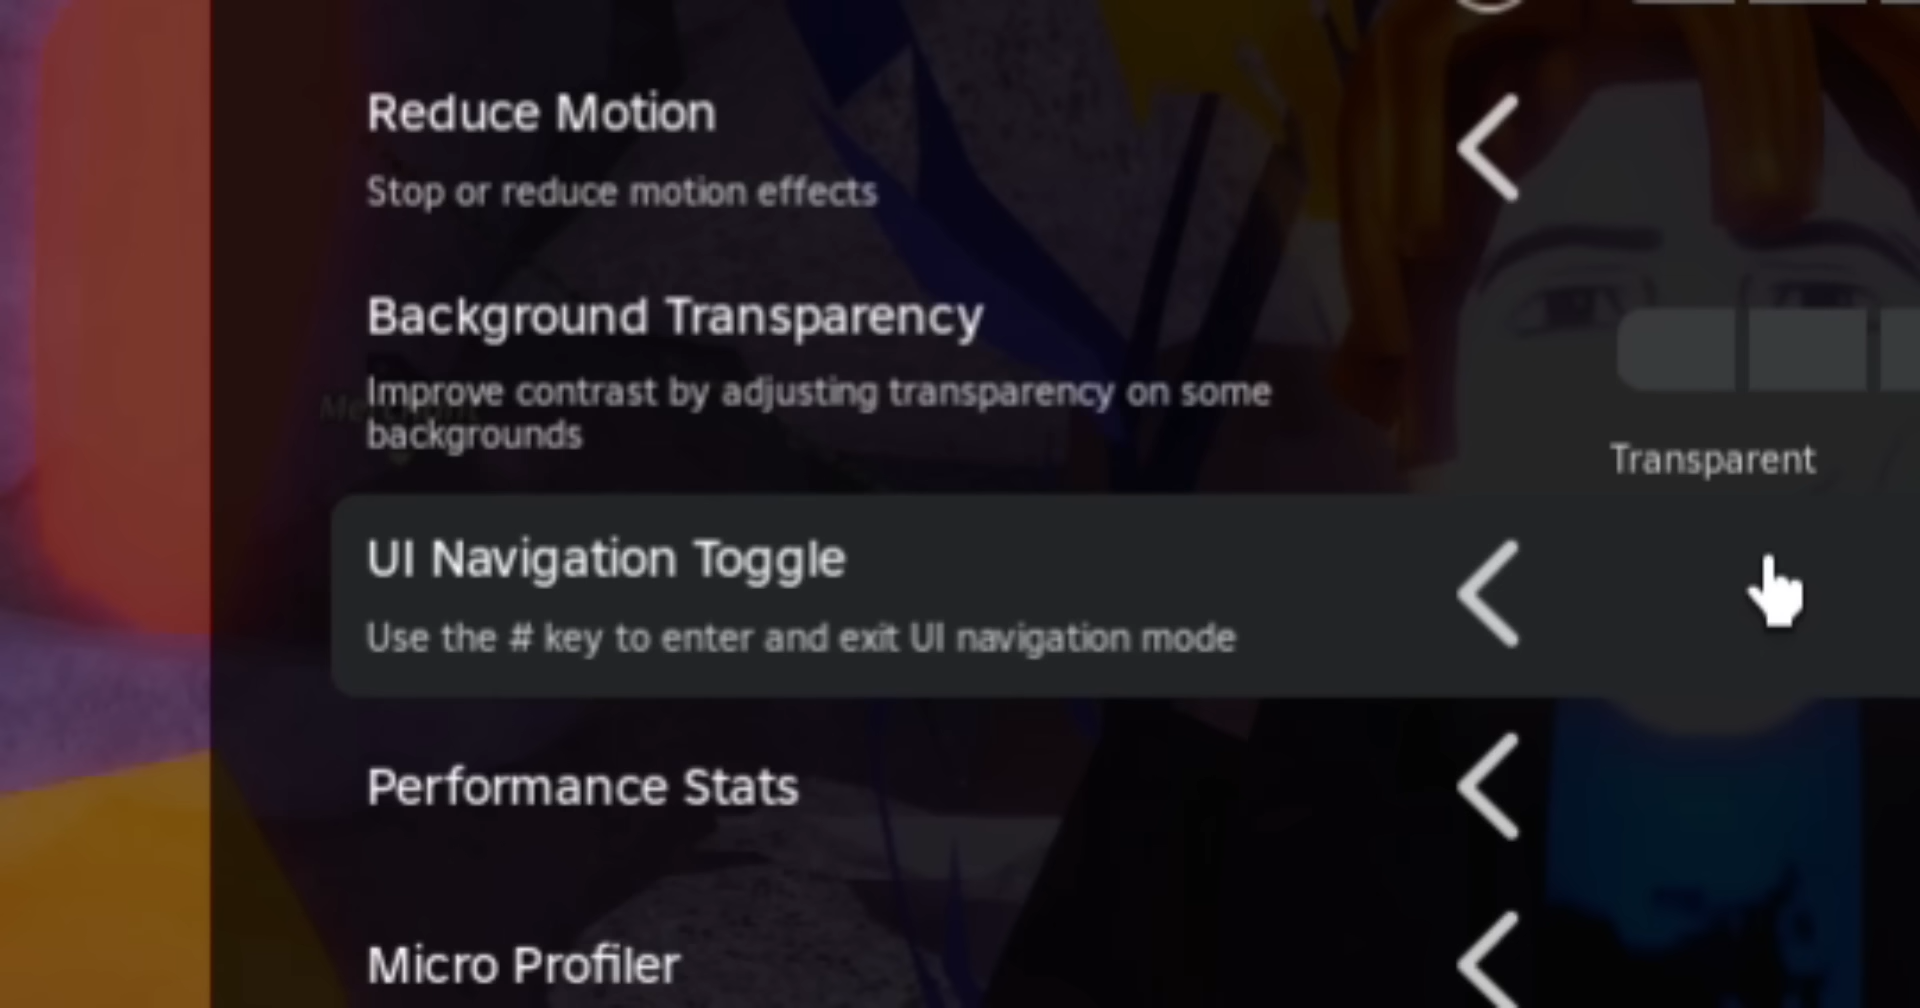 Reduce Motion
Stop or reduce motion effects
Background Transparency
Improve contrast by adjusting transparency on some
backgrounds
Transparent
UI Navigation Toggle
Use the # key to enter and exit UI navigation mode
Performance Stats
Micro Profiler